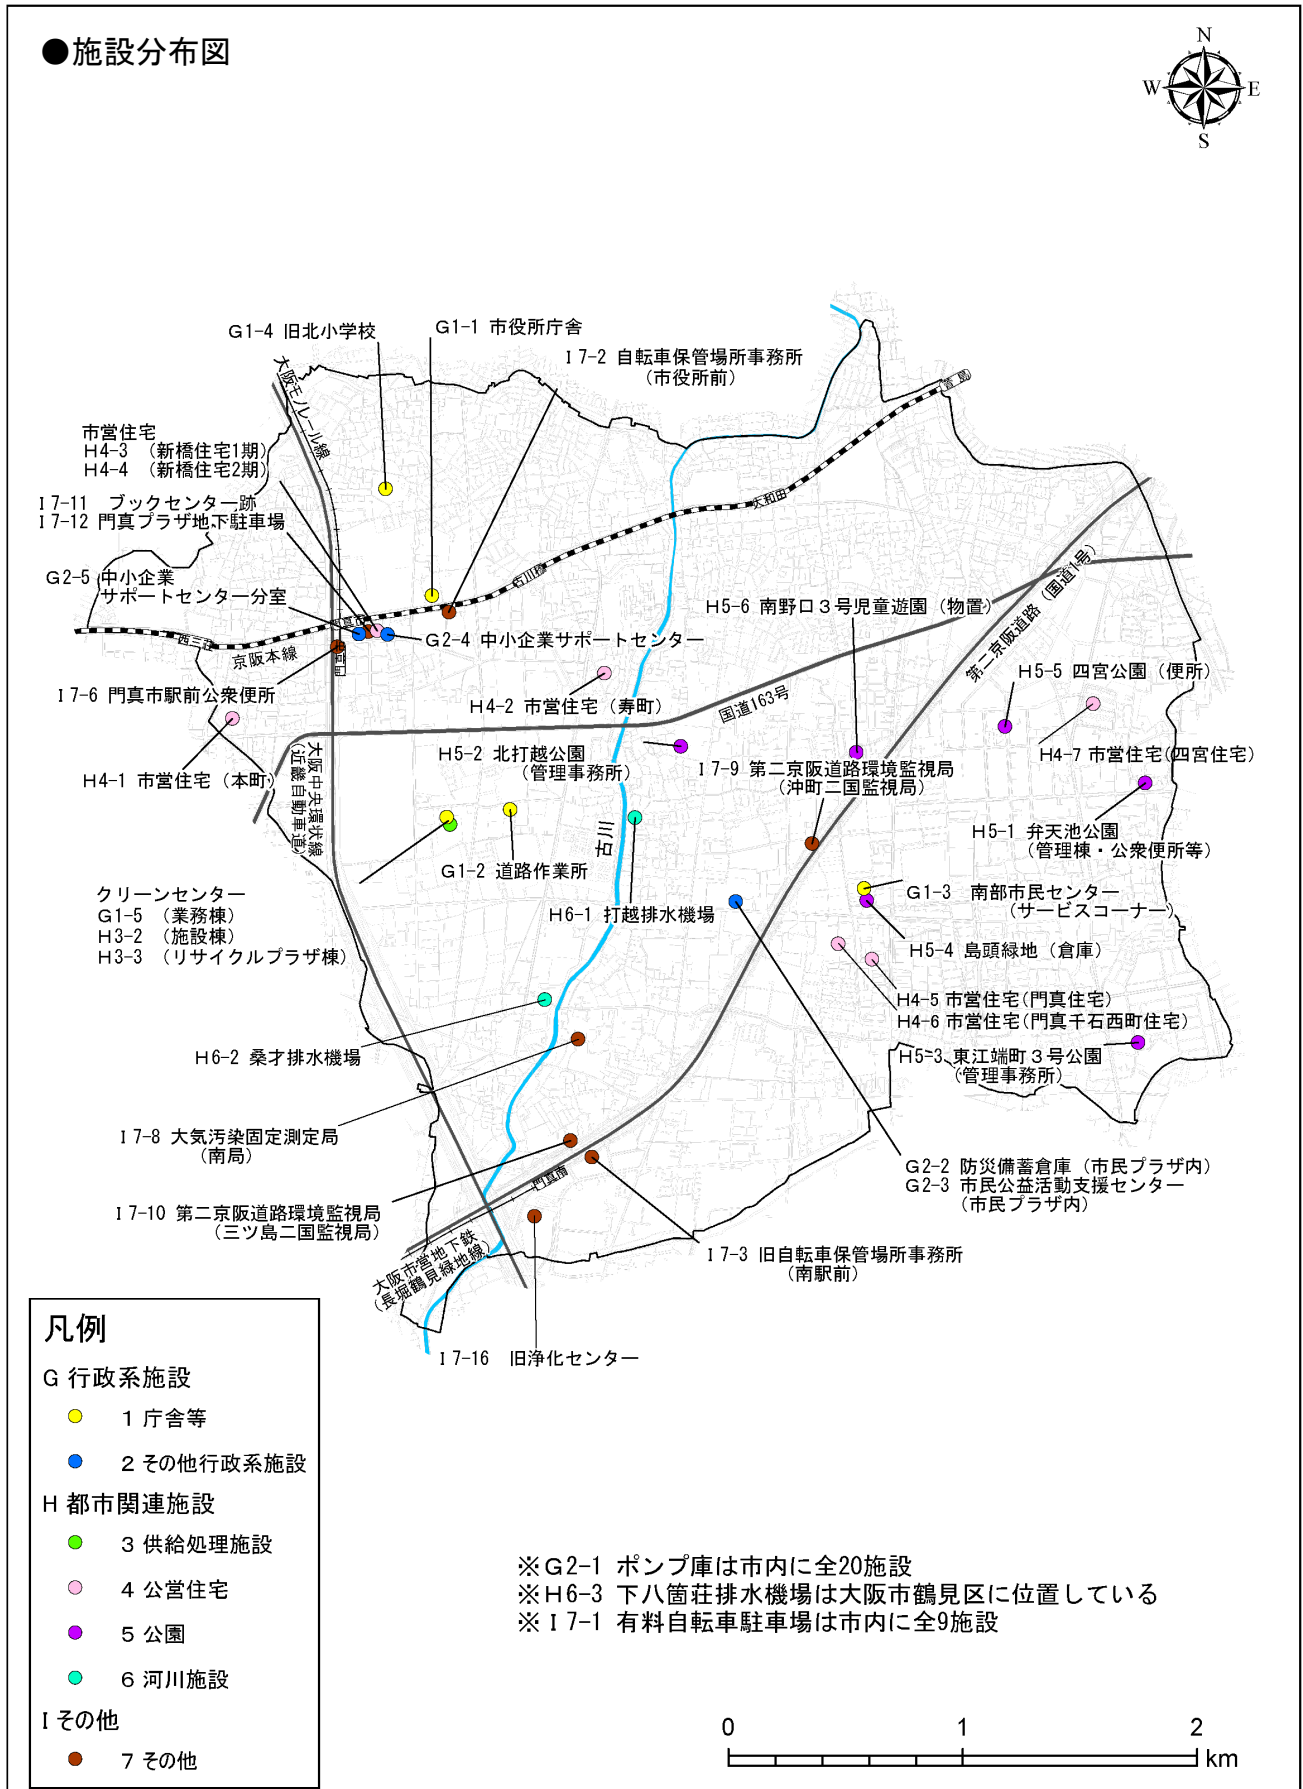 ●施設分布図
N
W
E
S
G1-4 旧北小学校
G1-1 市役所庁舎
I7-2 自転車保管場所事務所
(市役所前)
大阪モノレール線
萱島
市営住宅
H4-3 (新橋住宅1期)
H4-4 (新橋住宅2期)
I7-11 ブックセンター跡
I7-12 門真プラザ地下駐車場
大和田
G2-5 中小企業
サポートセンター分室
古川橋
第二京阪道路(国道1号)
H5-6 南野口3号児童遊園(物置)
西三荘
京阪本線
G2-4 中小企業サポートセンター
I7-6 門真市駅前公衆便所
H4-2 市営住宅(寿町)
国道163号
H5-5 四宮公園(便所)
H4-7 市営住宅(四宮住宅)
H4-1 市営住宅(本町)
大阪中央環状線
(近畿自動車道)
H5-2 北打越公園
(管理事務所)
I7-9 第二京阪道路環境監視局
(沖町二国監視局)
H5-1 弁天池公園
(管理棟・公衆便所等)
古川
G1-2 道路作業所
クリーンセンター
G1-5 (業務棟)
H3-2 (施設棟)
H3-3 (リサイクルプラザ棟)
H6-1 打越排水機場
G1-3 南部市民センター
(サービスコーナー)
H5-4 島頭緑地(倉庫)
H4-5 市営住宅(門真住宅)
H4-6 市営住宅(門真千石西町住宅)
H6-2 桑才排水機場
H5-3 東江端町3号公園
(管理事務所)
I7-8 大気汚染固定測定局
(南局)
G2-2 防災備蓄倉庫(市民プラザ内)
G2-3 市民公益活動支援センター
(市民プラザ内)
門真南
I7-10 第二京阪道路環境監視局
(三ツ島二国監視局)
大阪市営地下鉄
(長堀鶴見緑地線)
I7-3 旧自転車保管場所事務所
(南駅前)
I7-16 旧浄化センター
凡例
G 行政系施設
1 庁舎等
2 その他行政系施設
H 都市関連施設
3 供給処理施設
4 公営住宅
5 公園
6 河川施設
I その他
7 その他
※G2-1 ポンプ庫は市内に全20施設
※H6-3 下八箇荘排水機場は大阪市鶴見区に位置している
※I7-1 有料自転車駐車場は市内に全9施設
0 1 2
km